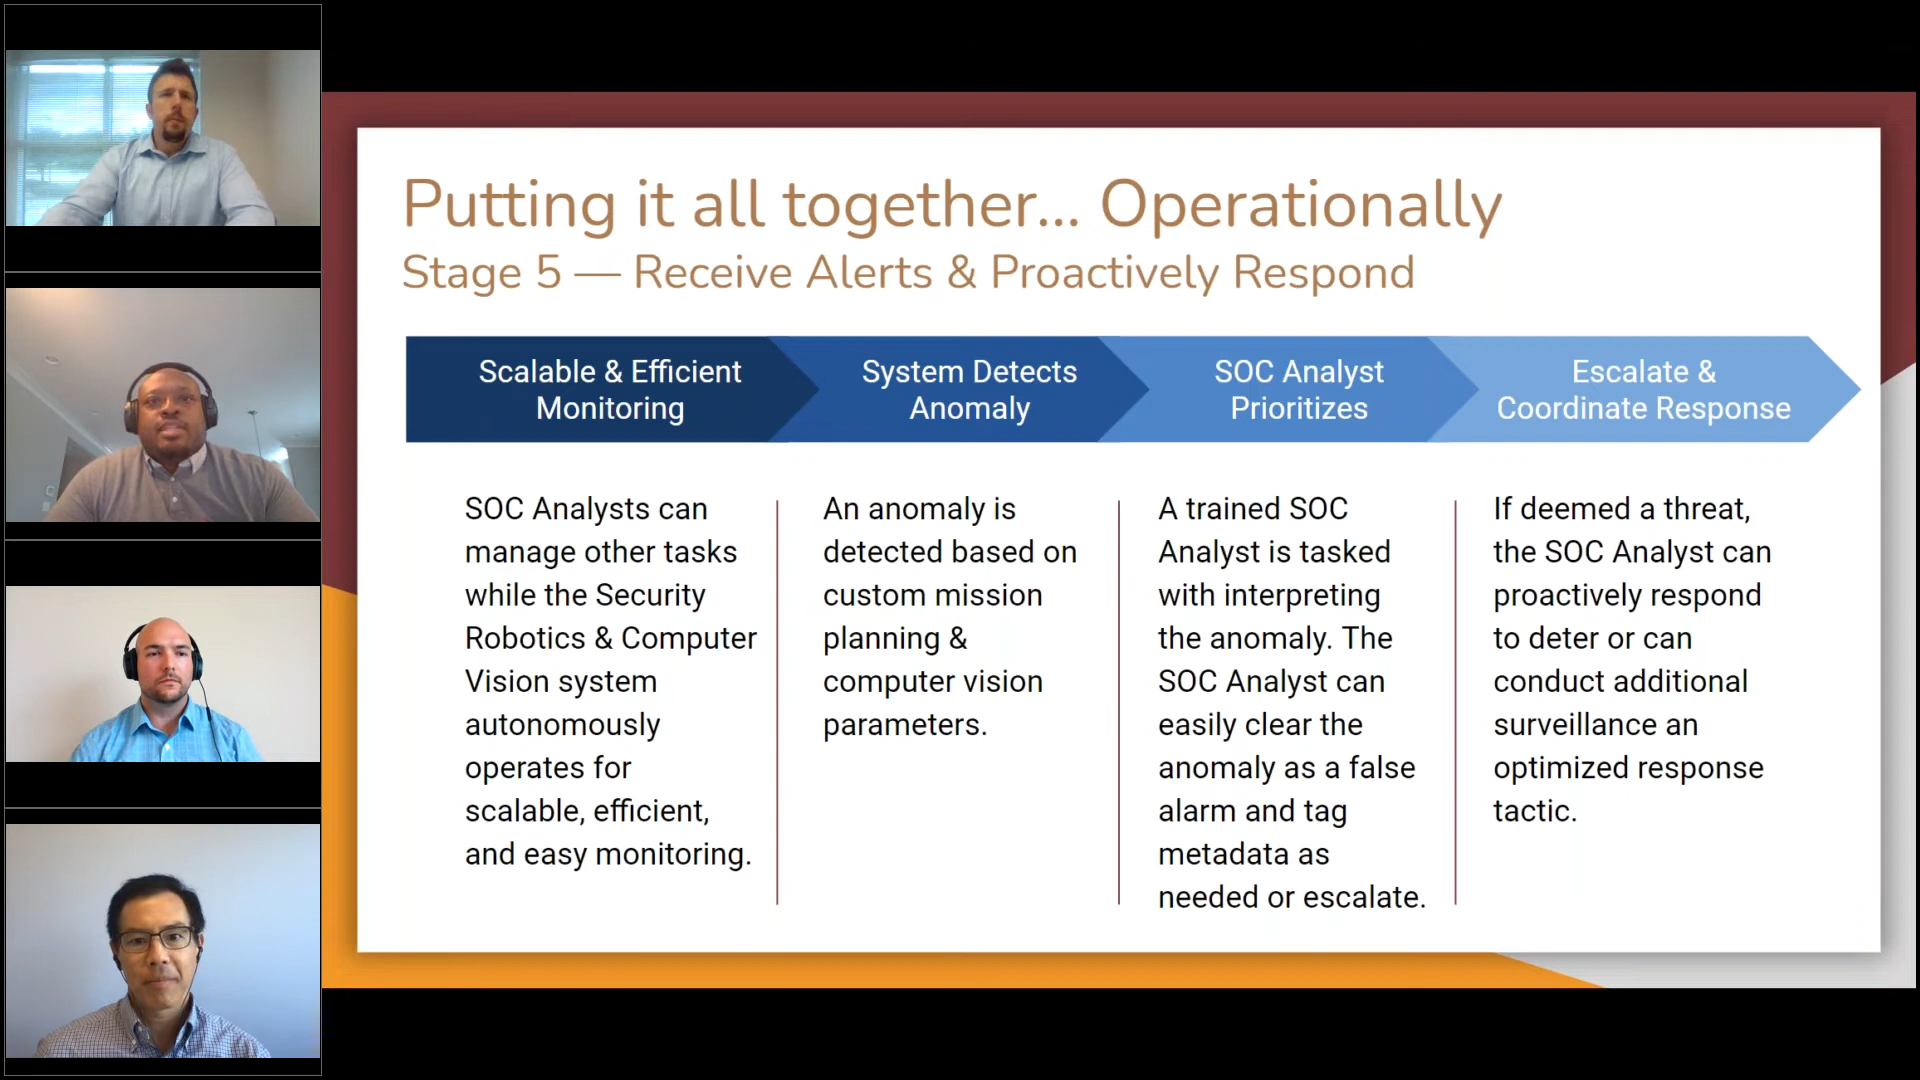 Putting it all together... Operationally
Stage 5 — Receive Alerts & Proactively Respond
Scalable & Efficient
Monitoring
System Detects
Anomaly
SOC Analyst
Prioritizes
Escalate &
Coordinate Response
SOC Analysts can
manage other tasks
while the Security
Robotics & Computer
Vision system
autonomously
operates for
scalable, efficient,
and easy monitoring.
An anomaly is
detected based on
custom mission
planning &
computer vision
parameters.
A trained SOC
Analyst is tasked
with interpreting
the anomaly. The
SOC Analyst can
easily clear the
anomaly as a false
alarm and tag
metadata as
needed or escalate.
If deemed a threat,
the SOC Analyst can
proactively respond
to deter or can
conduct additional
surveillance an
optimized response
tactic.